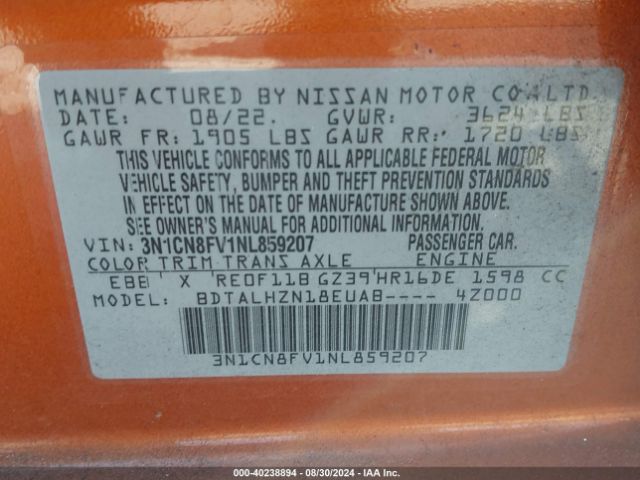 MANUFACTURED BY NISSAN MOTOR CO.,LTD.
DATE: 08/22. GVWR: 3624 LBS
GAWR FR: 1905 LBS GAWR RR: 1720 LBS
THIS VEHICLE CONFORMS TO ALL APPLICABLE FEDERAL MOTOR
VEHICLE SAFETY, BUMPER AND THEFT PREVENTION STANDARDS
IN EFFECT ON THE DATE OF MANUFACTURE SHOWN ABOVE.
SEE OWNER'S MANUAL FOR ADDITIONAL INFORMATION.
VIN: 3N1CN8FV1NL859207 PASSENGER CAR.
COLOR TRIM TRANS AXLE ENGINE
EBB X RE0F11B GZ39 HR16DE 1598 CC
MODEL: BDTALHZN18EUAB---- 4Z000
3N1CN8FV1NL859207
000-40238894 - 08/30/2024 - IAA Inc.